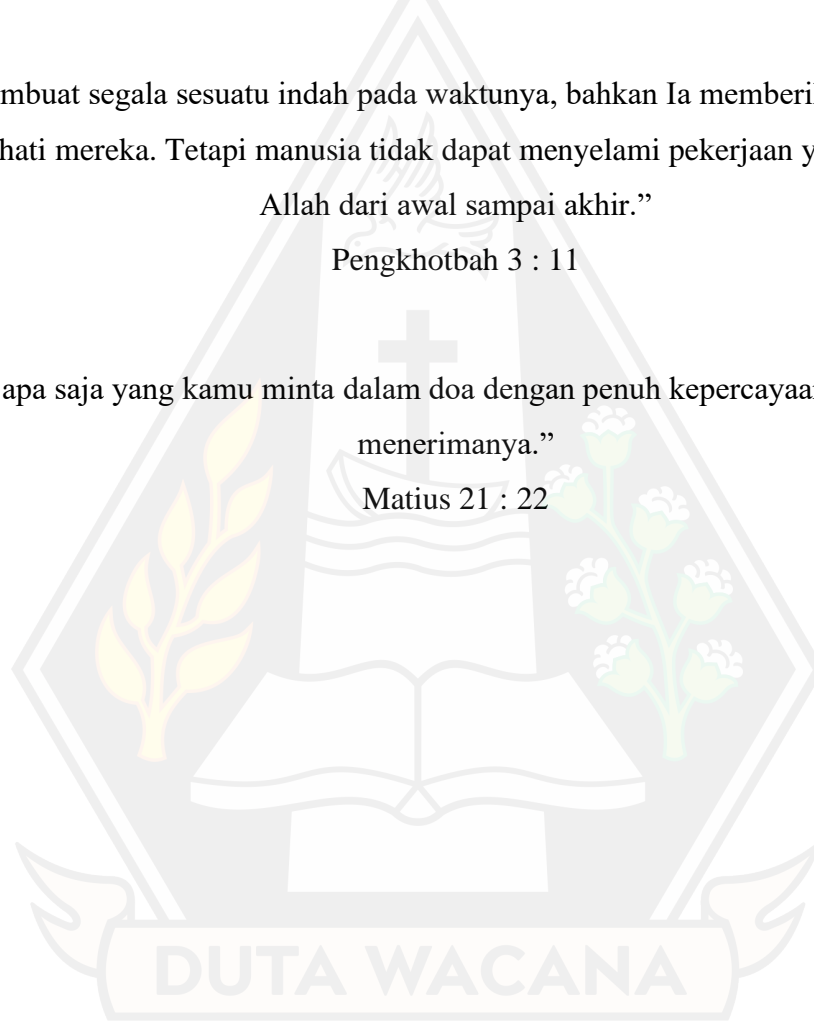 mbuat segala sesuatu indah pada waktunya, bahkan Ia memberi
hati mereka. Tetapi manusia tidak dapat menyelami pekerjaan y
Allah dari awal sampai akhir.”
Pengkhotbah 3 : 11
apa saja yang kamu minta dalam doa dengan penuh kepercayaa
menerimanya.”
Matius 21 : 22
DUTA WACANA